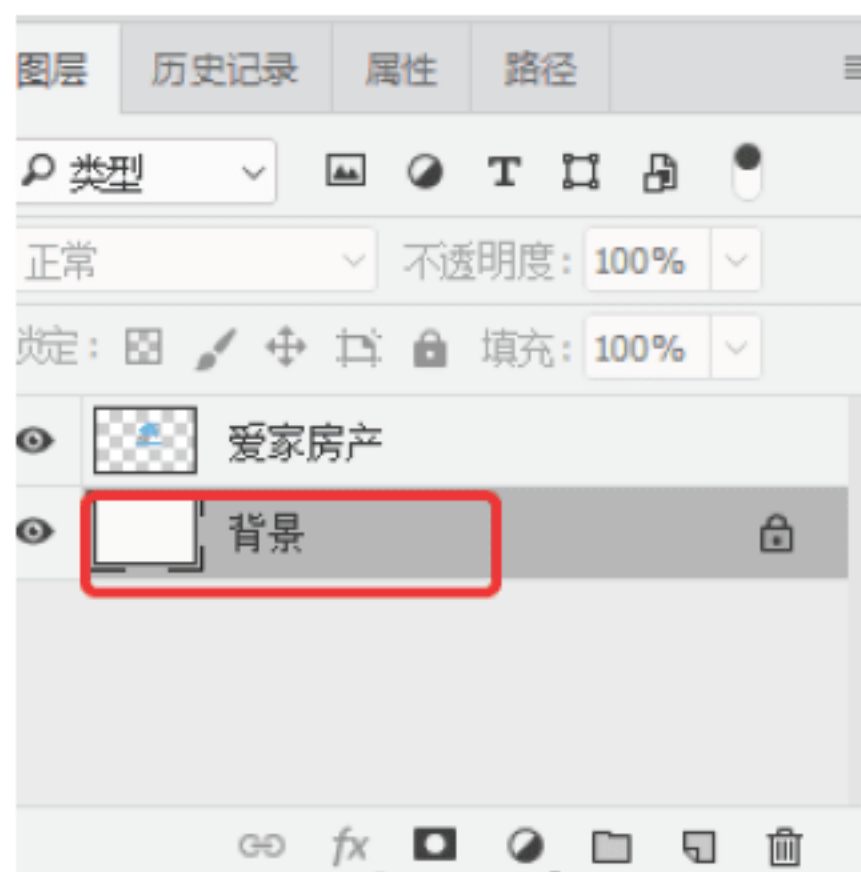 图层 历史记录 属性 路径
类型
正常 不透明度: 100%
锁定: 填充: 100%
爱家房产
背景
fx